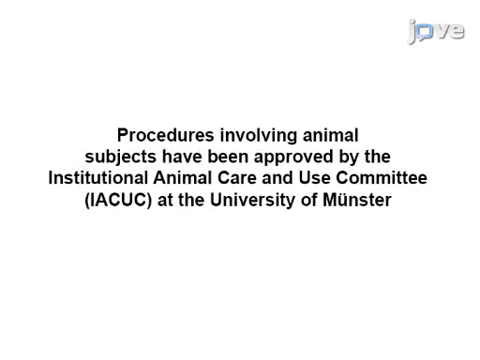 jove
Procedures involving animal
subjects have been approved by the
Institutional Animal Care and Use Committee
(IACUC) at the University of Münster